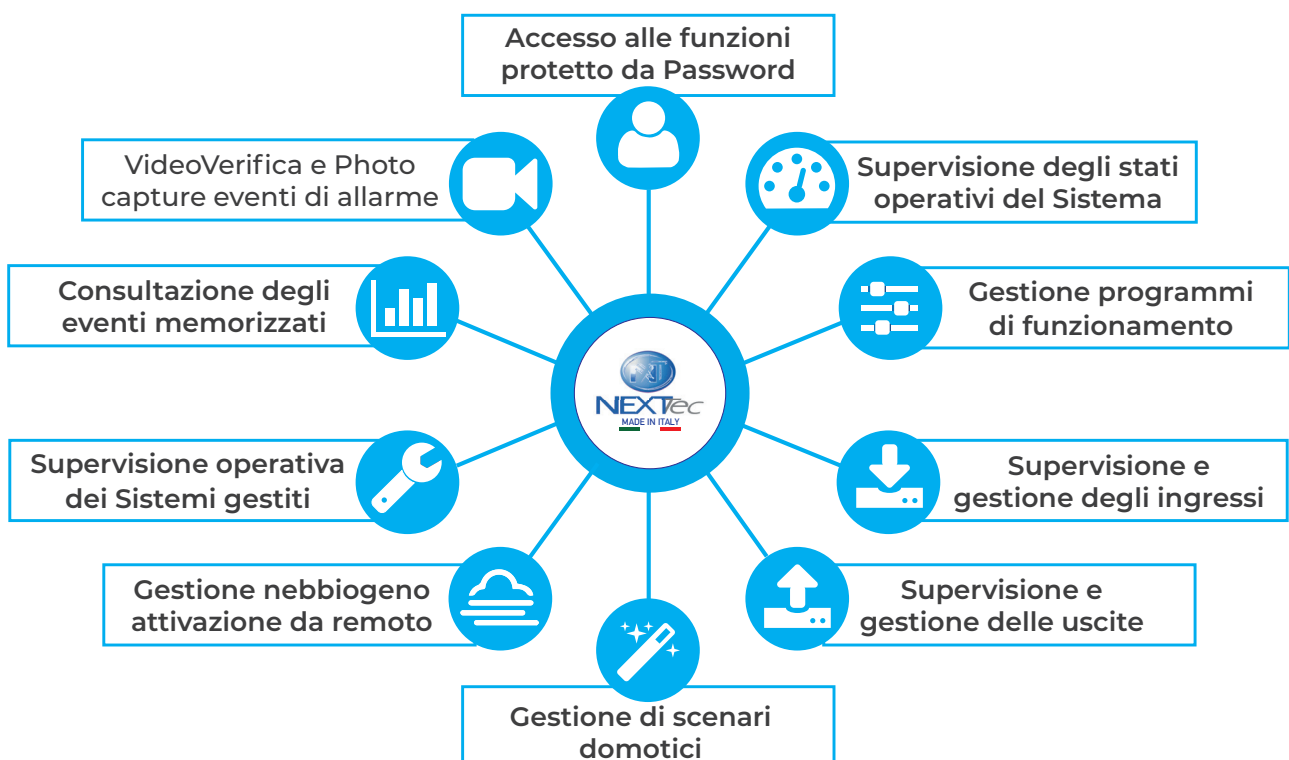 Accesso alle funzioni
protetto da Password
VideoVerifica e Photo
capture eventi di allarme
Supervisione degli stati
operativi del Sistema
Consultazione degli
eventi memorizzati
Gestione programmi
di funzionamento
NXT
NEXTTec
MADE IN ITALY
Supervisione operativa
dei Sistemi gestiti
Supervisione e
gestione degli ingressi
Gestione nebbiogeno
attivazione da remoto
Supervisione e
gestione delle uscite
Gestione di scenari
domotici